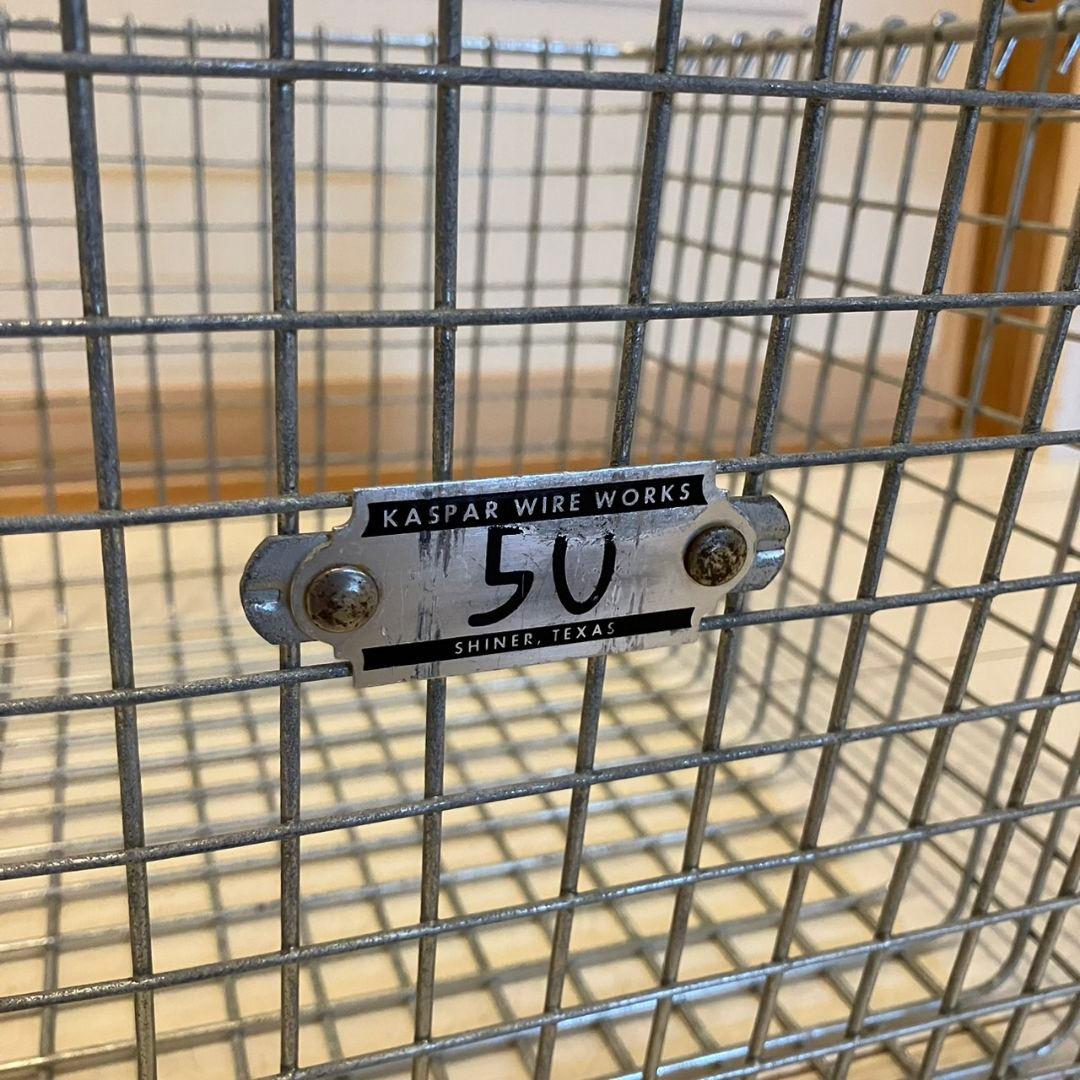 KASPAR WIRE WORKS
50
SHINER, TEXAS